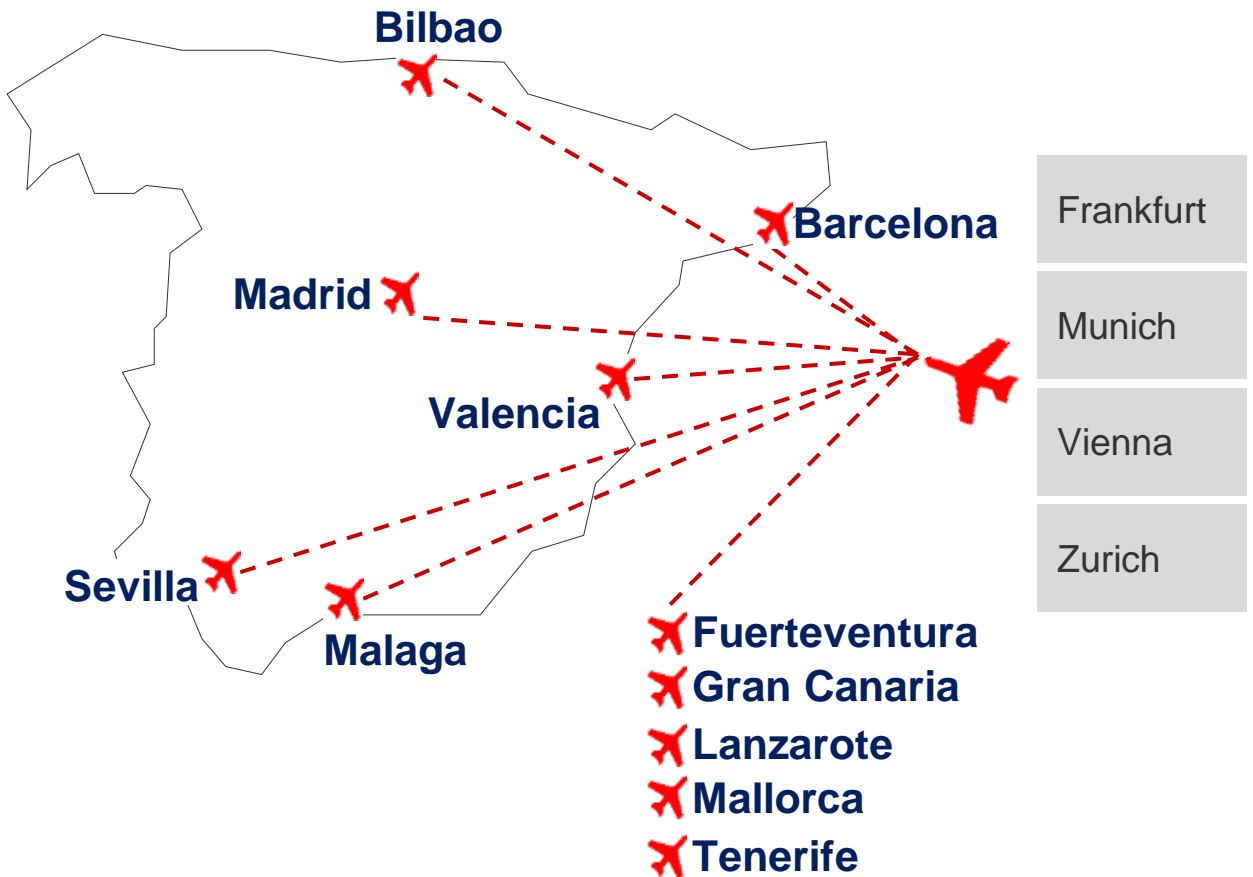 Bilbao
Barcelona
Madrid
Valencia
Sevilla
Malaga
Fuerteventura
Gran Canaria
Lanzarote
Mallorca
Tenerife
Frankfurt
Munich
Vienna
Zurich